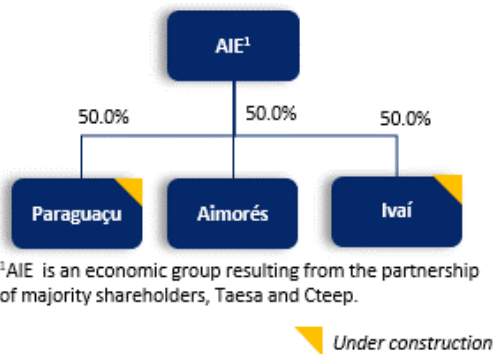 AIE¹
50.0% 50.0% 50.0%
Paraguaçu Aimorés Ivaí
¹AIE is an economic group resulting from the partnership
of majority shareholders, Taesa and Cteep.
Under construction